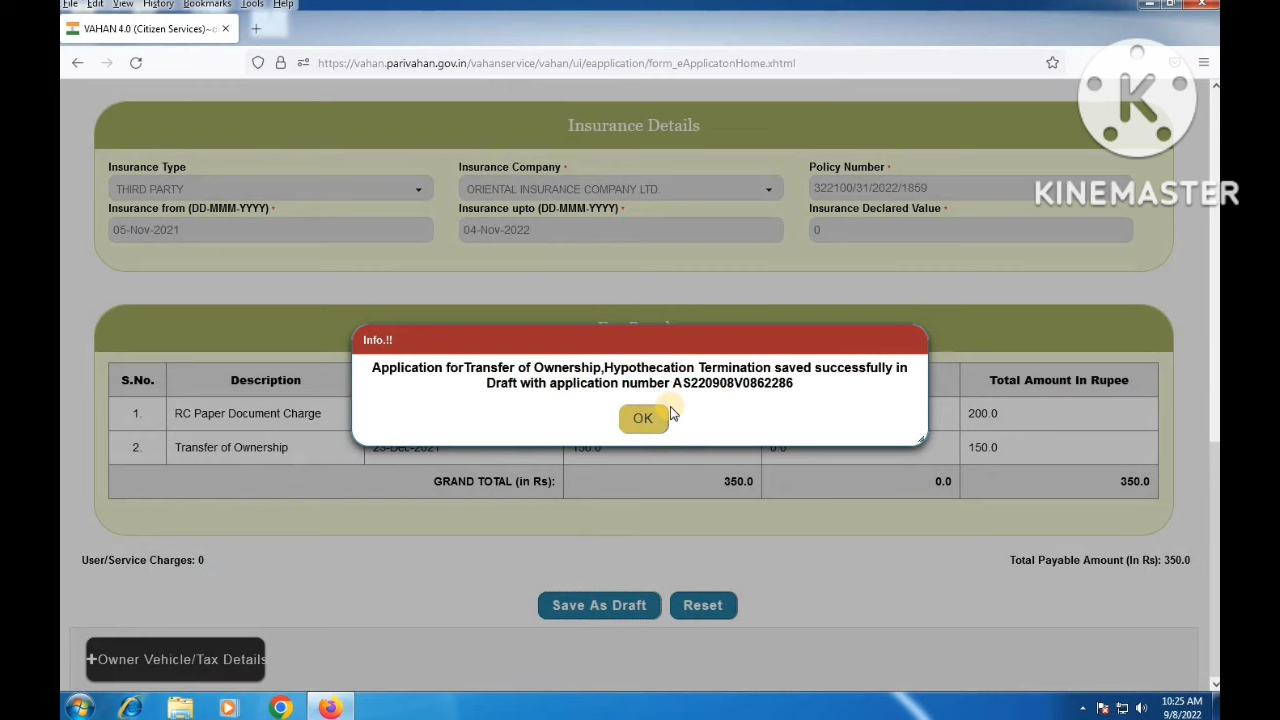 File Edit View History Bookmarks Tools Help
VAHAN 4.0 (Citizen Services)~o
https://vahan.parivahan.gov.in/vahanservice/vahan/ui/eapplication/form_eApplicatonHome.xhtml
K
KINEMASTER
Insurance Details
Insurance Type Insurance Company * Policy Number *
THIRD PARTY ORIENTAL INSURANCE COMPANY LTD. 322100/31/2022/1859
Insurance from (DD-MMM-YYYY) * Insurance upto (DD-MMM-YYYY) * Insurance Declared Value *
05-Nov-2021 04-Nov-2022 0
Info.!!
Application forTransfer of Ownership,Hypothecation Termination saved successfully in
Draft with application number AS220908V0862286
OK
S.No. Description Total Amount In Rupee
1. RC Paper Document Charge 200.0
2. Transfer of Ownership 23-Dec-2021 150.0 0.0 150.0
GRAND TOTAL (in Rs): 350.0 0.0 350.0
User/Service Charges: 0 Total Payable Amount (In Rs): 350.0
Save As Draft Reset
+Owner Vehicle/Tax Details
10:25 AM
9/8/2022